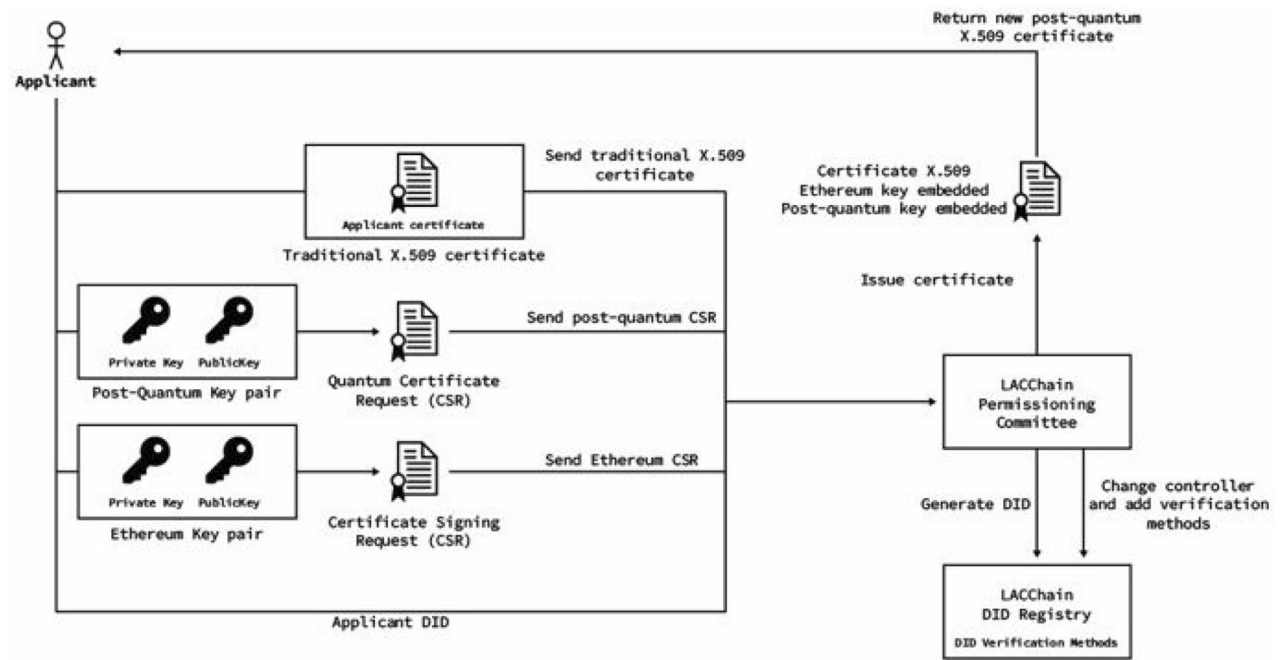 Return new post-quantum
X.509 certificate
Applicant
Send traditional X.509
certificate
Applicant certificate
Traditional X.509 certificate
Certificate X.509
Ethereum key embedded
Post-quantum key embedded
Issue certificate
Private Key PublicKey
Post-Quantum Key pair
Send post-quantum CSR
Quantum Certificate
Request (CSR)
LACChain
Permissioning
Committee
Private Key PublicKey
Ethereum Key pair
Send Ethereum CSR
Certificate Signing
Request (CSR)
Generate DID
Change controller
and add verification
methods
LACChain
DID Registry
DID Verification Methods
Applicant DID